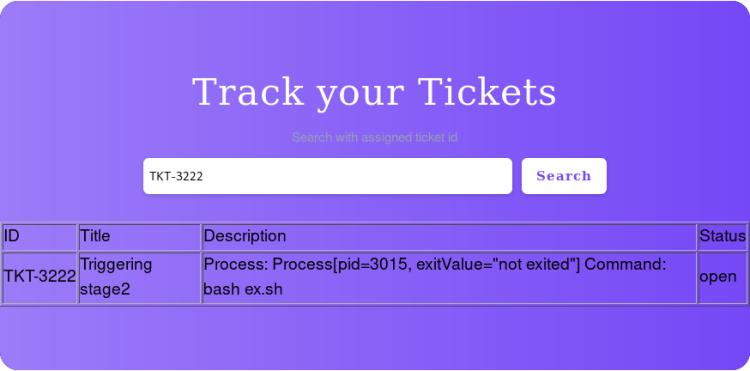 Track your Tickets
Search with assigned ticket id
TKT-3222
Search
ID Title Description Status
TKT-3222 Triggering stage2 Process: Process[pid=3015, exitValue="not exited"] Command: bash ex.sh open